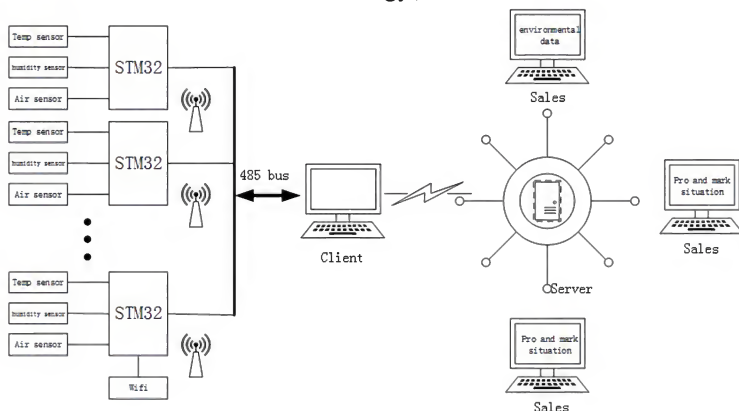 Temp sensor
humidity sensor
Air sensor
STM32
Temp sensor
humidity sensor
Air sensor
STM32
Temp sensor
humidity sensor
Air sensor
STM32
Wifi
485 bus
Client
environmental
data
Sales
Server
Pro and mark
situation
Sales
Pro and mark
situation
Sales